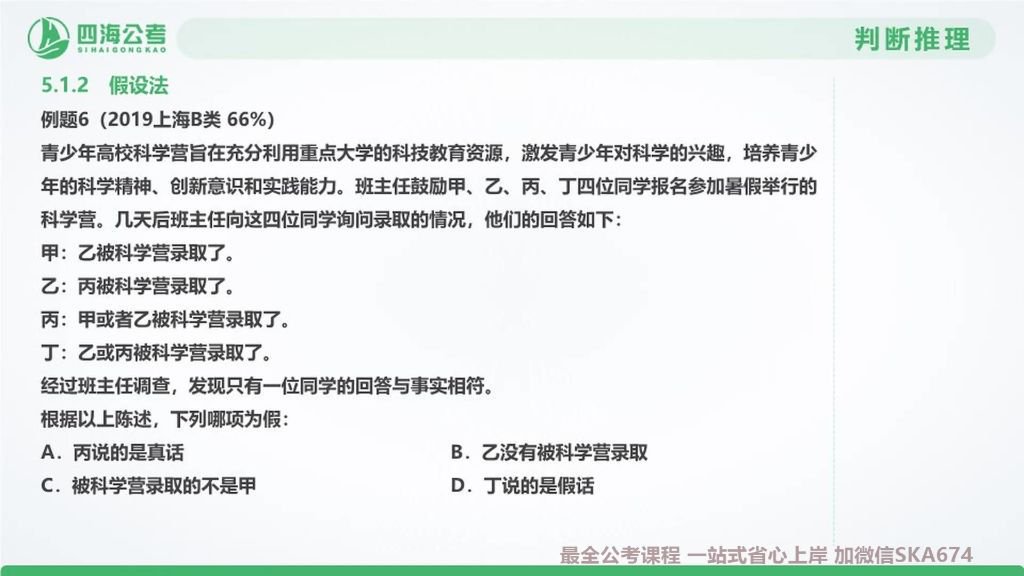 四海公考
SIHAIGONGKAO
判断推理
5.1.2 假设法
例题6（2019上海B类 66%）
青少年高校科学营旨在充分利用重点大学的科技教育资源，激发青少年对科学的兴趣，培养青少
年的科学精神、创新意识和实践能力。班主任鼓励甲、乙、丙、丁四位同学报名参加暑假举行的
科学营。几天后班主任向这四位同学询问录取的情况，他们的回答如下：
甲：乙被科学营录取了。
乙：丙被科学营录取了。
丙：甲或者乙被科学营录取了。
丁：乙或丙被科学营录取了。
经过班主任调查，发现只有一位同学的回答与事实相符。
根据以上陈述，下列哪项为假：
A．丙说的是真话
B．乙没有被科学营录取
C．被科学营录取的不是甲
D．丁说的是假话
最全公考课程 一站式省心上岸 加微信SKA674